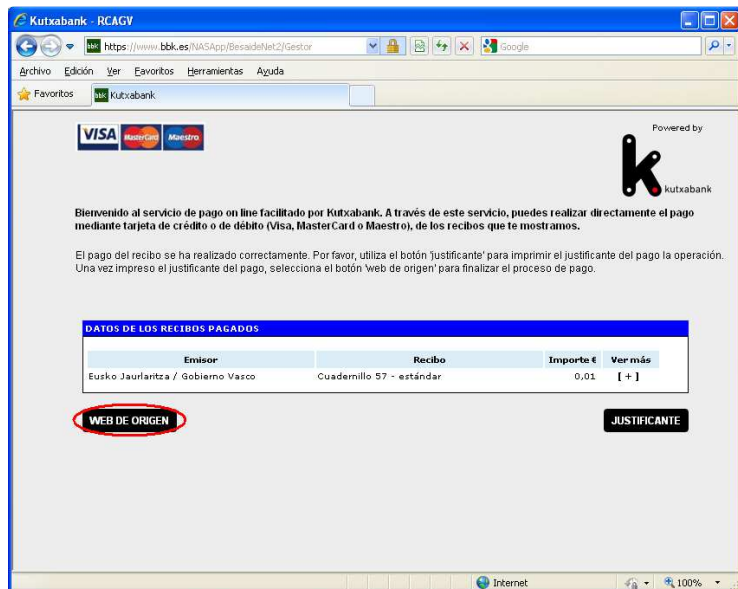 Kutxabank - RCAGV
bbk https://www.bbk.es/NASApp/BesaideNet2/Gestor
Google
Archivo Edición Ver Favoritos Herramientas Ayuda
Favoritos bbk Kutxabank
VISA MasterCard Maestro
Powered by
k
kutxabank
Bienvenido al servicio de pago on line facilitado por Kutxabank. A través de este servicio, puedes realizar directamente el pago
mediante tarjeta de crédito o de débito (Visa, MasterCard o Maestro), de los recibos que te mostramos.
El pago del recibo se ha realizado correctamente. Por favor, utiliza el botón 'justificante' para imprimir el justificante del pago la operación.
Una vez impreso el justificante del pago, selecciona el botón 'web de origen' para finalizar el proceso de pago.
DATOS DE LOS RECIBOS PAGADOS
Emisor Recibo Importe € Ver más
Eusko Jaurlaritza / Gobierno Vasco Cuadernillo 57 - estándar 0,01 [ + ]
WEB DE ORIGEN JUSTIFICANTE
Internet 100%